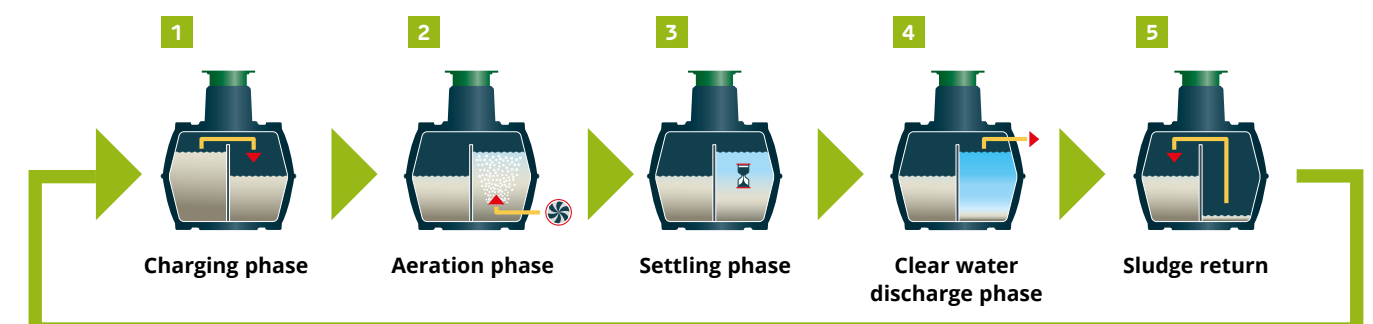 1
2
3
4
5
Charging phase
Aeration phase
Settling phase
Clear water
discharge phase
Sludge return